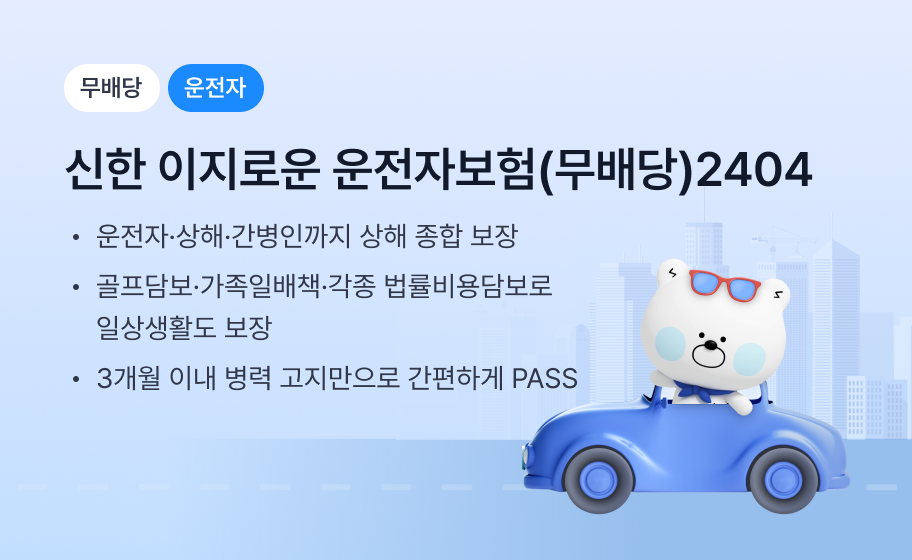 무배당 운전자
신한 이지로운 운전자보험(무배당)2404
• 운전자·상해·간병인까지 상해 종합 보장
• 골프담보·가족일배책·각종 법률비용담보로
일상생활도 보장
• 3개월 이내 병력 고지만으로 간편하게 PASS